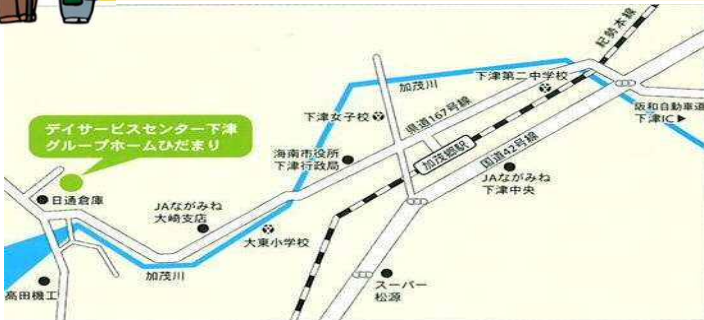 紀勢本線
加茂川
下津第二中学校
下津女子校
県道167号線
阪和自動車道
下津IC▶
デイサービスセンター下津
グループホームひだまり
海南市役所
下津行政局
加茂郷駅
国道42号線
JAながみね
下津中央
日通倉庫
JAながみね
大崎支店
大東小学校
加茂川
高田機工
スーパー
松源